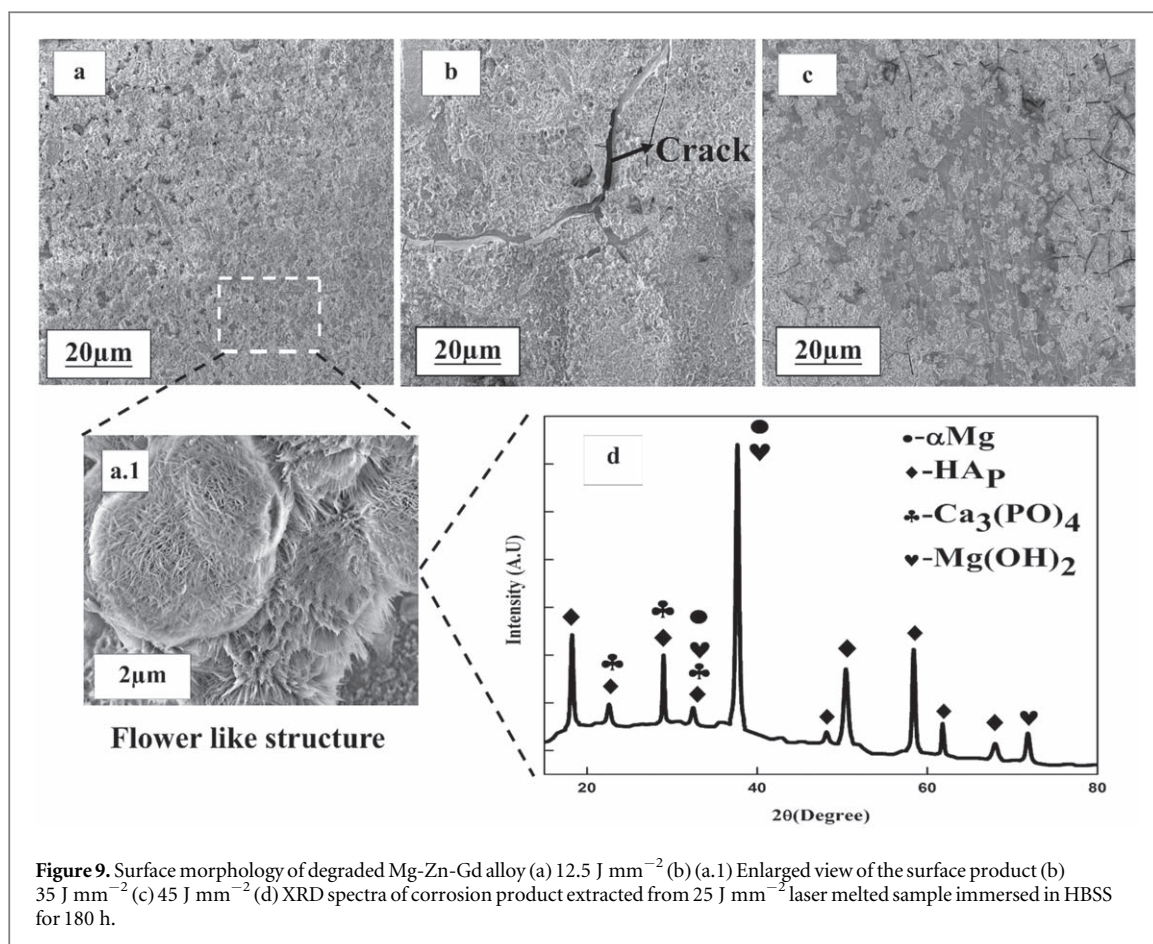 a
b
c
Crack
20µm
20µm
20µm
a.1
2µm
Flower like structure
d
●-αMg
◆-HAP
♣-Ca3(PO)4
♥-Mg(OH)2
Intensity (A.U)
20
40
60
80
2θ(Degree)
Figure 9. Surface morphology of degraded Mg-Zn-Gd alloy (a) 12.5 J mm−2 (b) (a.1) Enlarged view of the surface product (b)
35 J mm−2 (c) 45 J mm−2 (d) XRD spectra of corrosion product extracted from 25 J mm−2 laser melted sample immersed in HBSS
for 180 h.